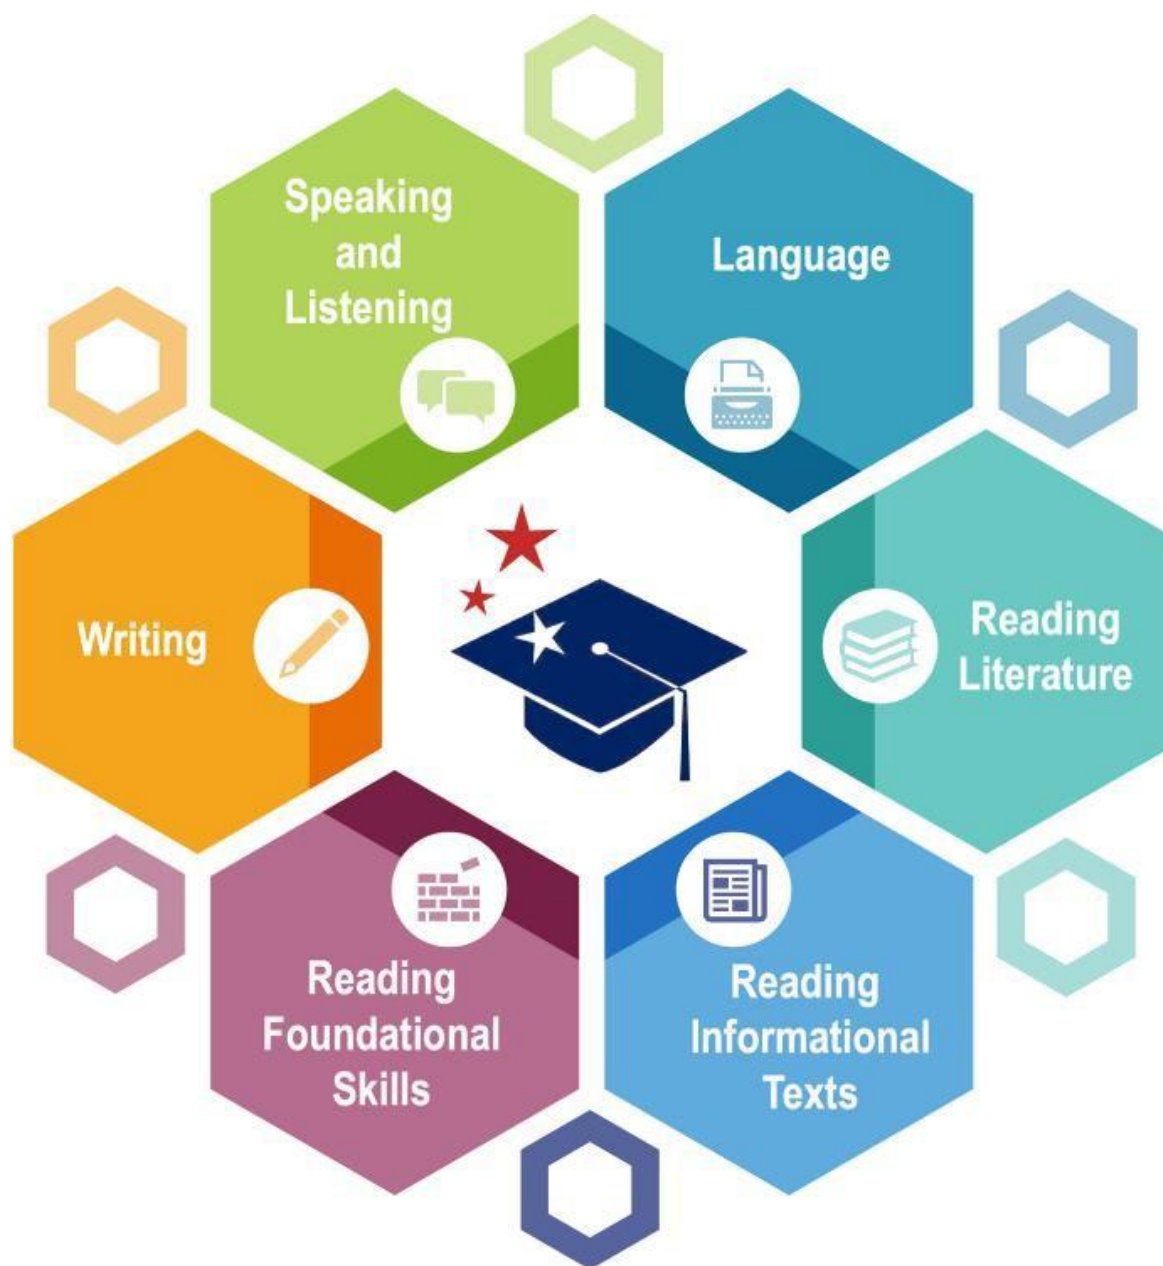 Speaking
and
Listening
Language
Writing
Reading
Literature
Reading
Foundational
Skills
Reading
Informational
Texts